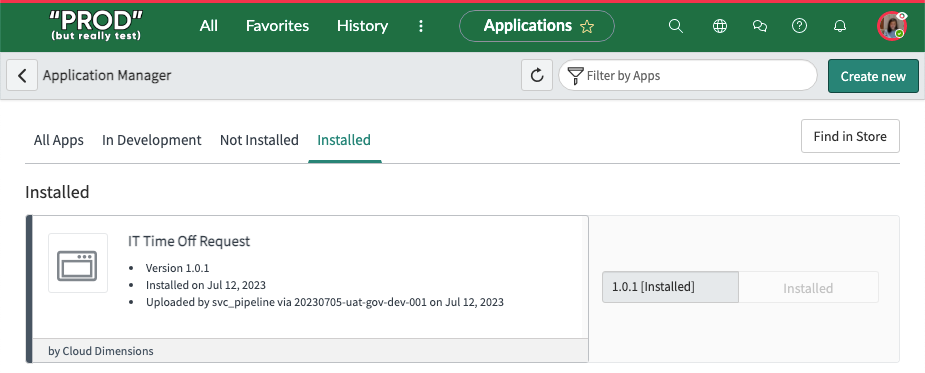 "PROD"
(but really test)
All Favorites History Applications
Application Manager Filter by Apps Create new
All Apps In Development Not Installed Installed Find in Store
Installed
IT Time Off Request
Version 1.0.1
Installed on Jul 12, 2023
Uploaded by svc_pipeline via 20230705-uat-gov-dev-001 on Jul 12, 2023
1.0.1 [Installed] Installed
by Cloud Dimensions